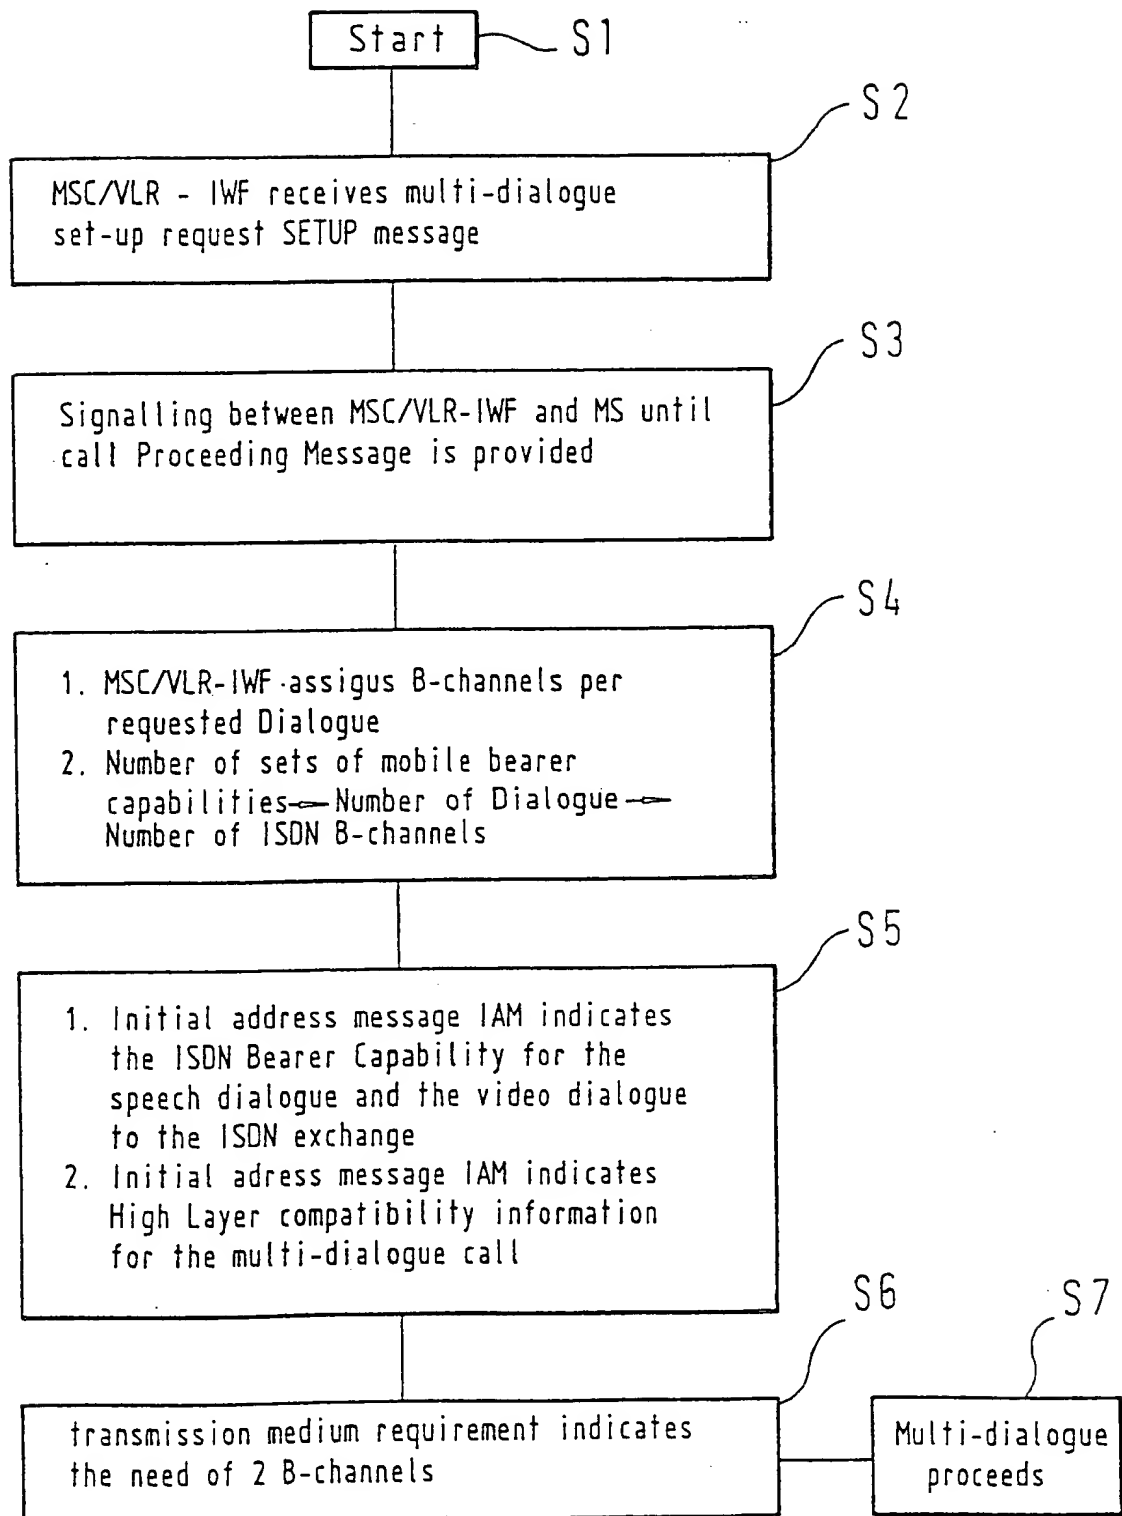 Start
S1
S2
MSC/VLR - IWF receives multi-dialogue
set-up request SETUP message
S3
Signalling between MSC/VLR-IWF and MS until
call Proceeding Message is provided
S4
1. MSC/VLR-IWF assigus B-channels per
requested Dialogue
2. Number of sets of mobile bearer
capabilities Number of Dialogue
Number of ISDN B-channels
S5
1. Initial address message IAM indicates
the ISDN Bearer Capability for the
speech dialogue and the video dialogue
to the ISDN exchange
2. Initial adress message IAM indicates
High Layer compatibility information
for the multi-dialogue call
S6
S7
transmission medium requirement indicates
the need of 2 B-channels
Multi-dialogue
proceeds